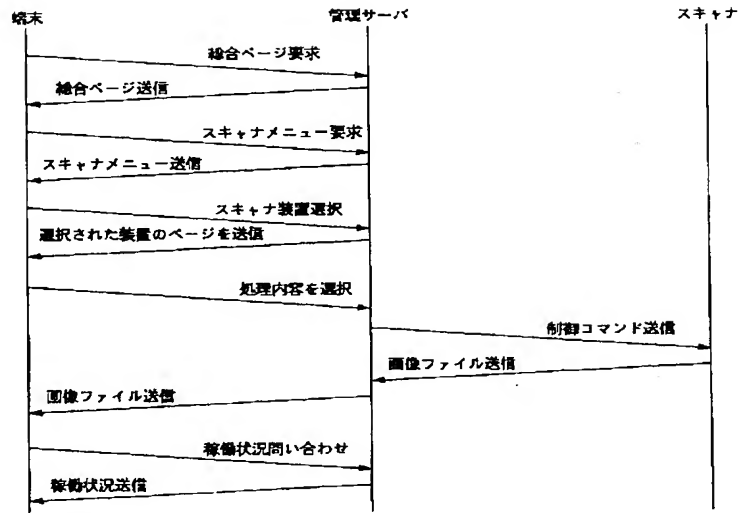 端末
管理サーバ
スキャナ
総合ページ要求
総合ページ送信
スキャナメニュー要求
スキャナメニュー送信
スキャナ装置選択
選択された装置のページを送信
処理内容を選択
制御コマンド送信
画像ファイル送信
画像ファイル送信
稼働状況問い合わせ
稼働状況送信